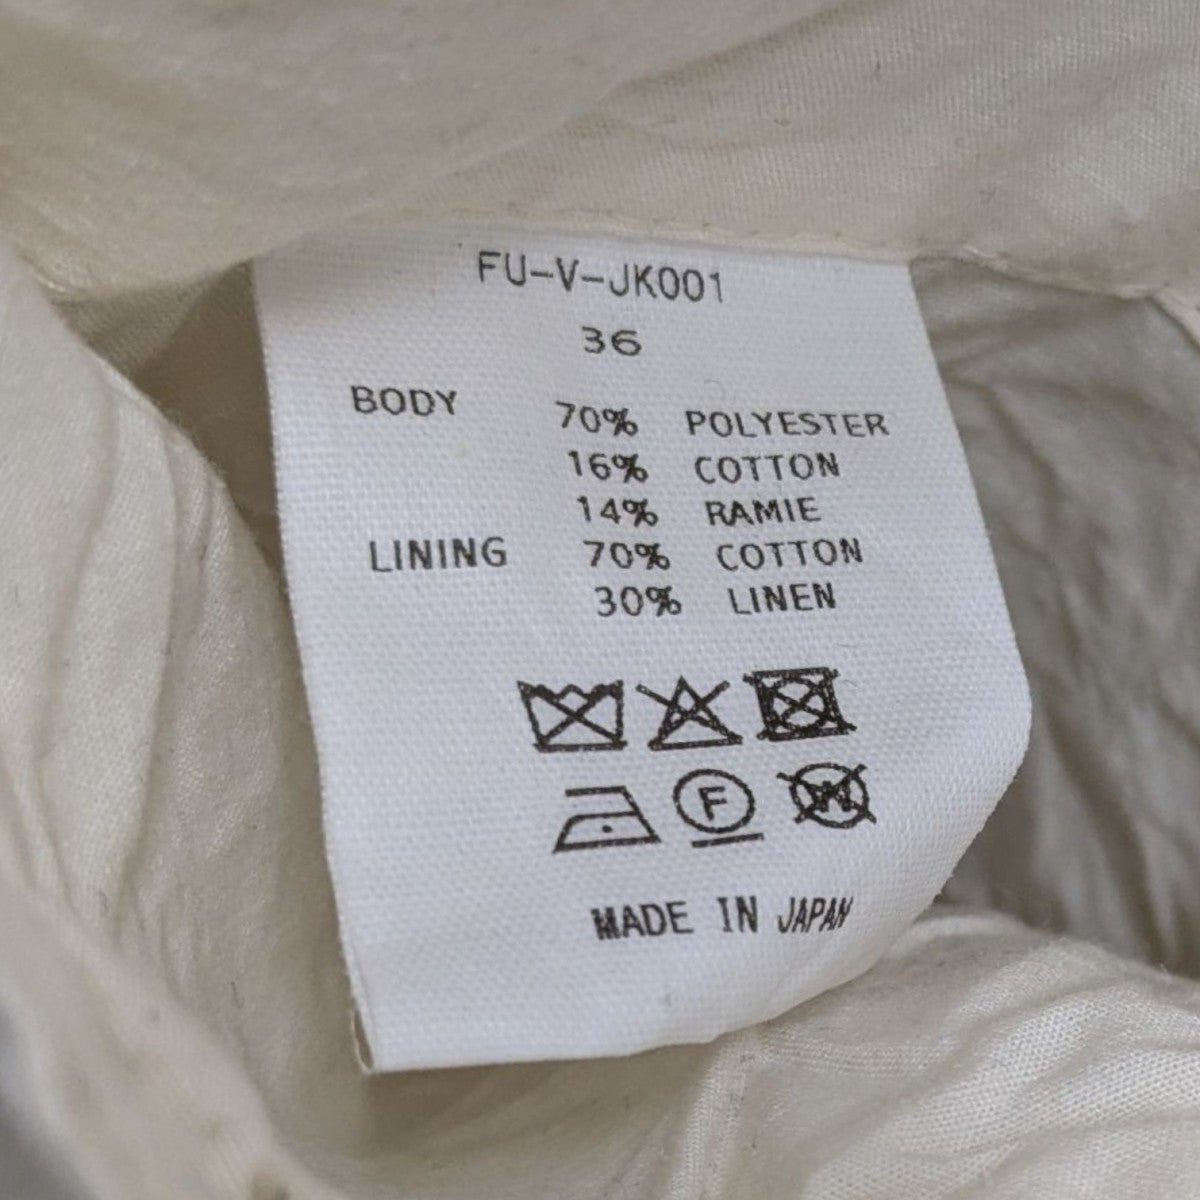 FU-V-JK001
36
BODY 70% POLYESTER
16% COTTON
14% RAMIE
LINING 70% COTTON
30% LINEN
F W
MADE IN JAPAN